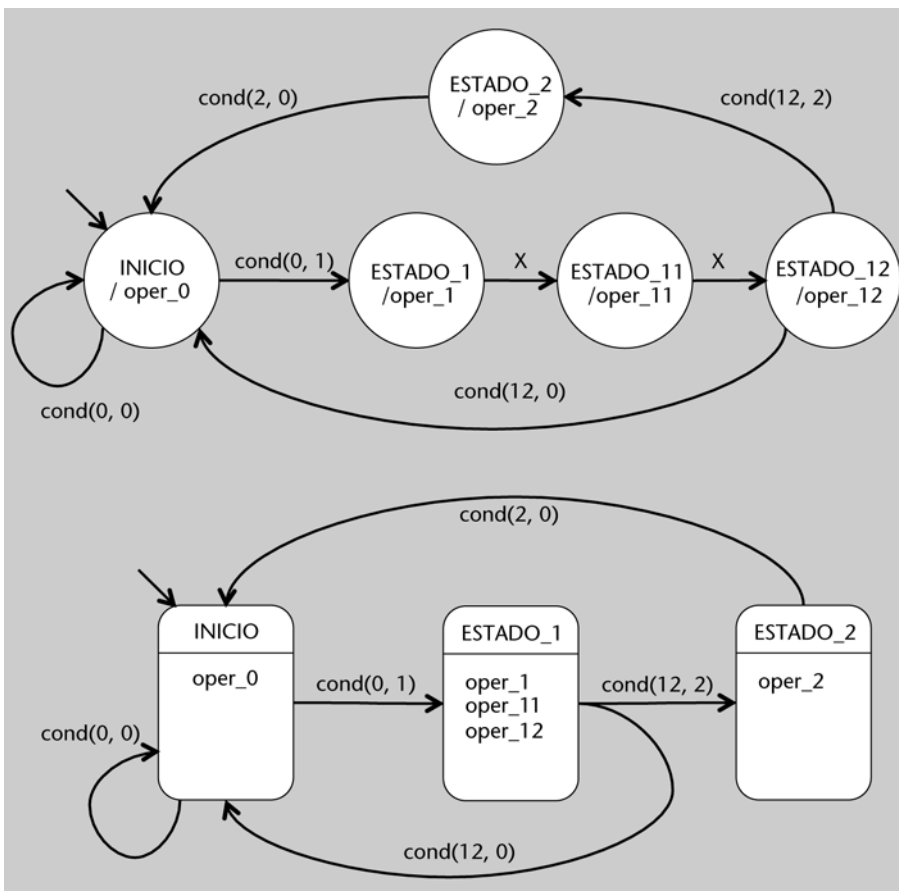 ESTADO_2
/ oper_2
cond(2, 0)
cond(12, 2)
INICIO
/ oper_0
cond(0, 1)
ESTADO_1
/oper_1
X
ESTADO_11
/oper_11
X
ESTADO_12
/oper_12
cond(0, 0)
cond(12, 0)
cond(2, 0)
INICIO
oper_0
cond(0, 1)
ESTADO_1
oper_1
oper_11
oper_12
cond(12, 2)
ESTADO_2
oper_2
cond(0, 0)
cond(12, 0)